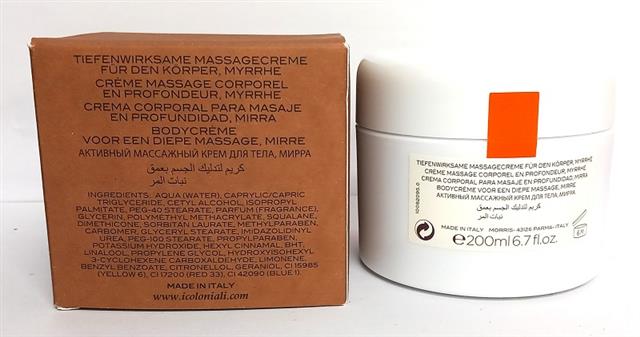 TIEFENWIRKSAME MASSAGECREME
FÜR DEN KÖRPER, MYRRHE
CRÈME MASSAGE CORPOREL
EN PROFONDEUR, MYRRHE
CREMA CORPORAL PARA MASAJE
EN PROFUNDIDAD, MIRRA
BODYCRÈME
VOOR EEN DIEPE MASSAGE, MIRRE
АКТИВНЫЙ МАССАЖНЫЙ КРЕМ ДЛЯ ТЕЛА, МИРРА
كريم لتدليك الجسم بعمق
نبات المر
INGREDIENTS: AQUA (WATER), CAPRYLIC/CAPRIC
TRIGLYCERIDE, CETYL ALCOHOL, ISOPROPYL
PALMITATE, PEG-40 STEARATE, PARFUM (FRAGRANCE),
GLYCERIN, POLYMETHYL METHACRYLATE, SQUALANE,
DIMETHICONE, SORBITAN LAURATE, METHYLPARABEN,
CARBOMER, GLYCERYL STEARATE, IMIDAZOLIDINYL
UREA, PEG-100 STEARATE, PROPYLPARABEN,
POTASSIUM HYDROXIDE, HEXYL CINNAMAL, BHT,
LINALOOL, PROPYLENE GLYCOL, HYDROXYISOHEXYL
3-CYCLOHEXENE CARBOXALDEHYDE, LIMONENE,
BENZYL BENZOATE, CITRONELLOL, GERANIOL, CI 15985
(YELLOW 6), CI 17200 (RED 33), CI 42090 (BLUE 1).
MADE IN ITALY
www.icoloniali.com
TIEFENWIRKSAME MASSAGECREME FÜR DEN KÖRPER, MYRRHE
CRÈME MASSAGE CORPOREL EN PROFONDEUR, MYRRHE
CREMA CORPORAL PARA MASAJE EN PROFUNDIDAD, MIRRA
BODYCRÈME VOOR EEN DIEPE MASSAGE, MIRRE
АКТИВНЫЙ МАССАЖНЫЙ КРЕМ ДЛЯ ТЕЛА, МИРРА
كريم لتدليك الجسم بعمق
نبات المر
℮200ml 6.7 fl.oz.
MADE IN ITALY MORRIS-43126 PARMA-ITALY